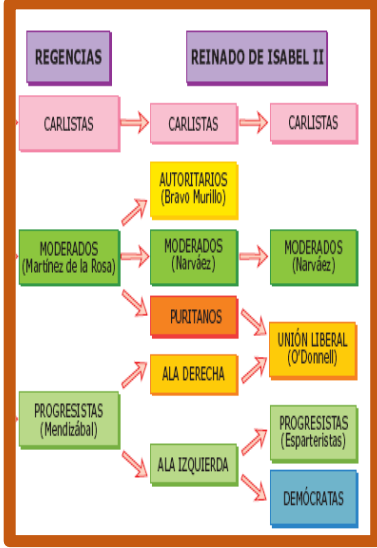 REGENCIAS
REINADO DE ISABEL II
CARLISTAS
CARLISTAS
CARLISTAS
AUTORITARIOS
(Bravo Murillo)
MODERADOS
(Martínez de la Rosa)
MODERADOS
(Narváez)
MODERADOS
(Narváez)
PURITANOS
UNIÓN LIBERAL
(O'Donnell)
ALA DERECHA
PROGRESISTAS
(Mendizábal)
PROGRESISTAS
(Esparteristas)
ALA IZQUIERDA
DEMÓCRATAS